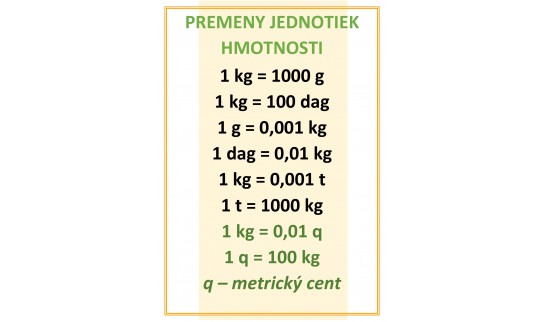 PREMENY JEDNOTIEK
HMOTNOSTI
1 kg = 1000 g
1 kg = 100 dag
1 g = 0,001 kg
1 dag = 0,01 kg
1 kg = 0,001 t
1 t = 1000 kg
1 kg = 0,01 q
1 q = 100 kg
q – metrický cent